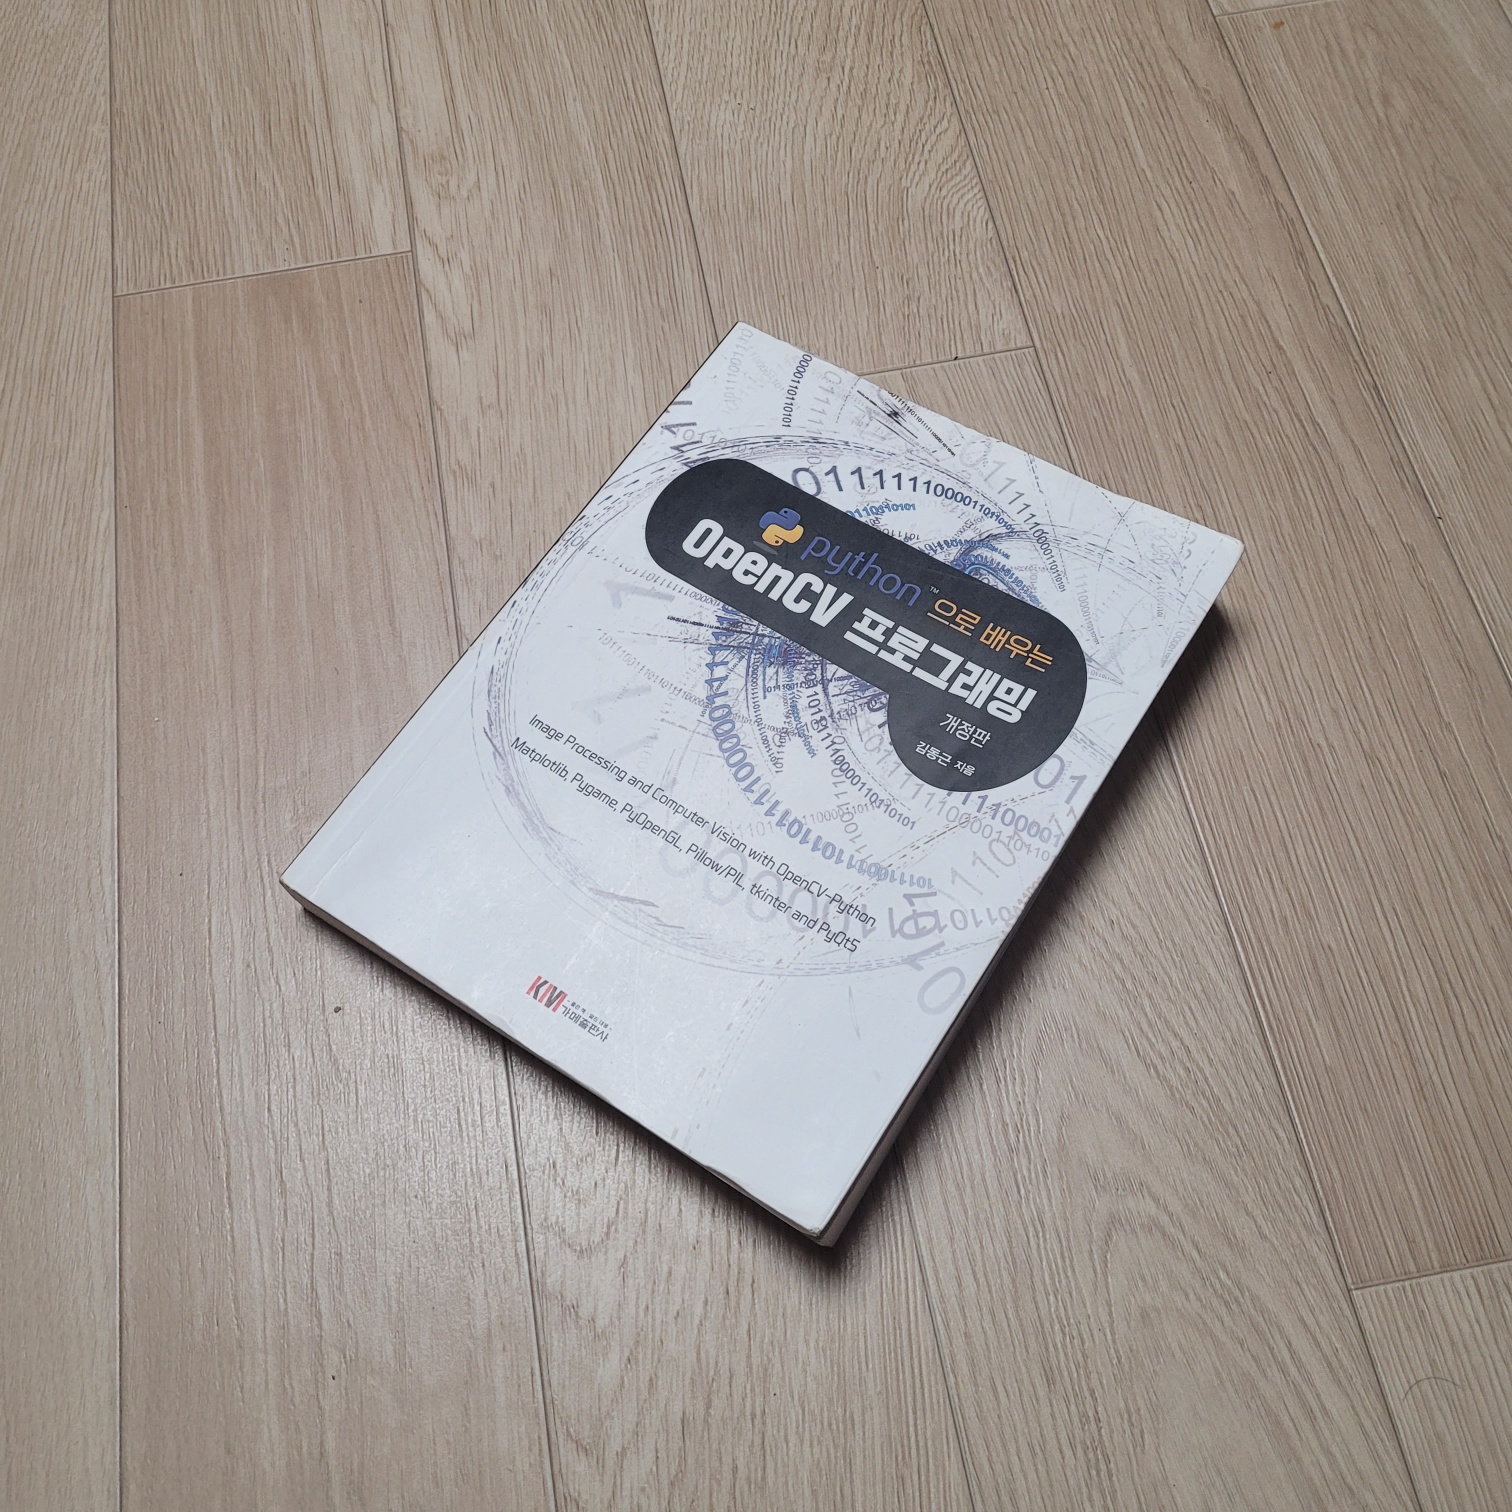 python™ 으로 배우는
OpenCV 프로그래밍
개정판
김동근 지음
Image Processing and Computer Vision with OpenCV-Python
Matplotlib, Pygame, PyOpenGL, Pillow/PIL, tkinter and PyQt5
KM 가메출판사